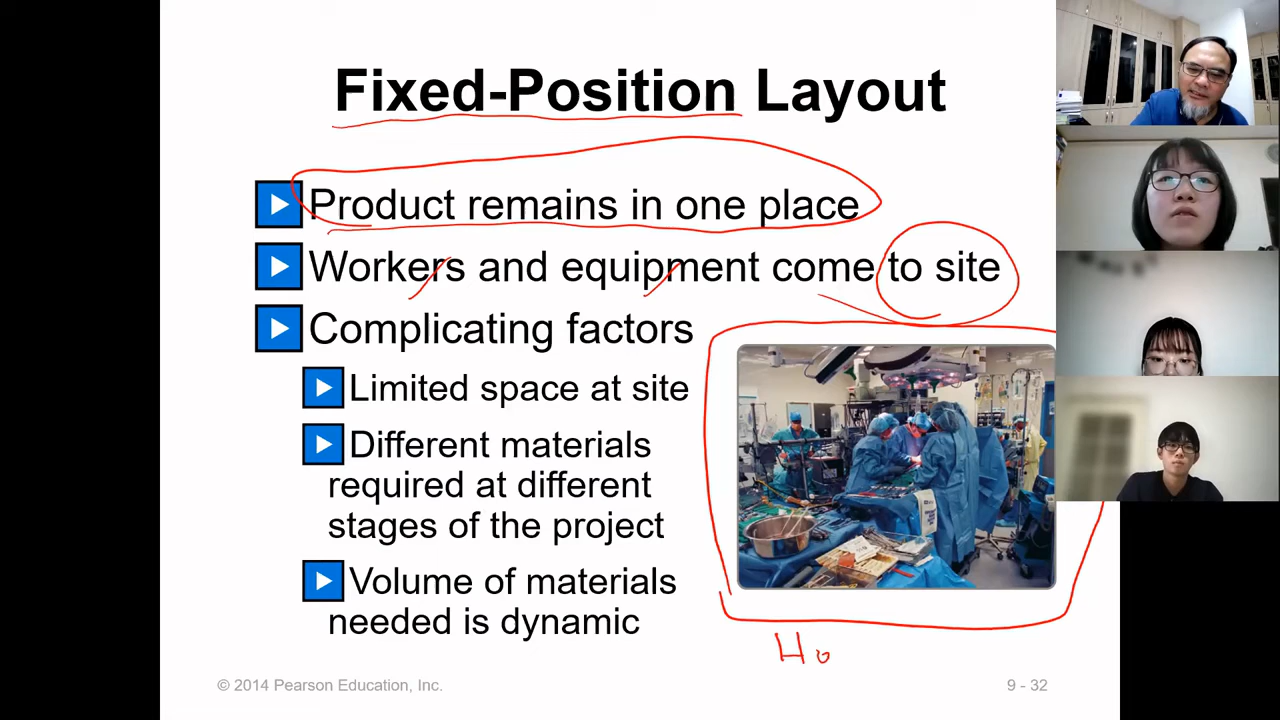 Fixed-Position Layout
Product remains in one place
Workers and equipment come to site
Complicating factors
Limited space at site
Different materials
required at different
stages of the project
Volume of materials
needed is dynamic
Ho
© 2014 Pearson Education, Inc.
9 - 32